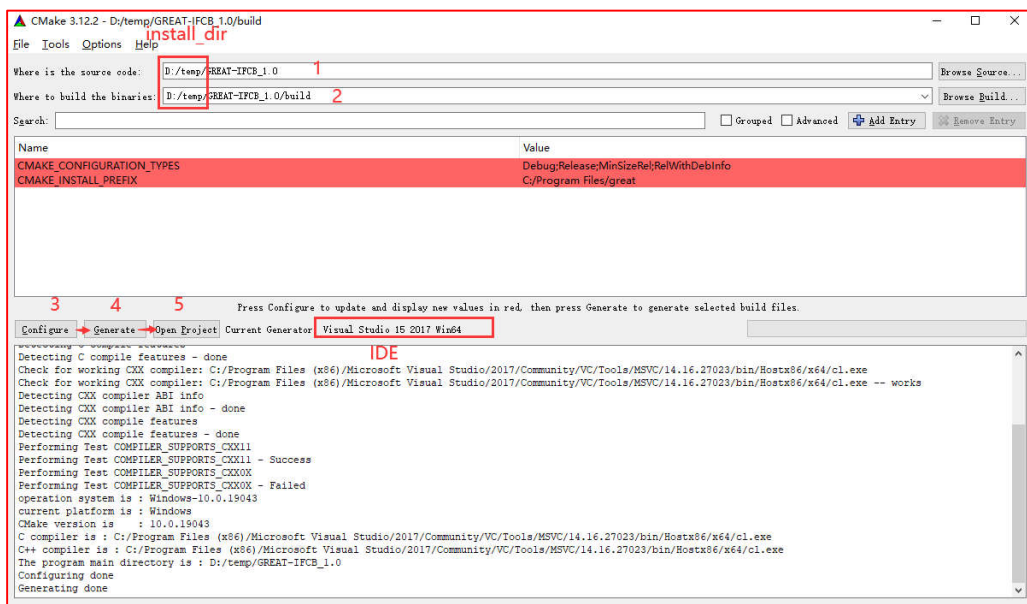 CMake 3.12.2 - D:/temp/GREAT-IFCB_1.0/build
install_dir
File Tools Options Help
Where is the source code: D:/temp/GREAT-IFCB_1.0 1 Browse Source...
Where to build the binaries: D:/temp/GREAT-IFCB_1.0/build 2 Browse Build...
Search: Grouped Advanced Add Entry Remove Entry
Name Value
CMAKE_CONFIGURATION_TYPES Debug;Release;MinSizeRel;RelWithDebInfo
CMAKE_INSTALL_PREFIX C:/Program Files/great
3 4 5
Press Configure to update and display new values in red, then press Generate to generate selected build files.
Configure Generate Open Project Current Generator Visual Studio 15 2017 Win64
IDE
Detecting C compile features
Detecting C compile features - done
Check for working CXX compiler: C:/Program Files (x86)/Microsoft Visual Studio/2017/Community/VC/Tools/MSVC/14.16.27023/bin/Hostx86/x64/cl.exe
Check for working CXX compiler: C:/Program Files (x86)/Microsoft Visual Studio/2017/Community/VC/Tools/MSVC/14.16.27023/bin/Hostx86/x64/cl.exe -- works
Detecting CXX compiler ABI info
Detecting CXX compiler ABI info - done
Detecting CXX compile features
Detecting CXX compile features - done
Performing Test COMPILER_SUPPORTS_CXX11
Performing Test COMPILER_SUPPORTS_CXX11 - Success
Performing Test COMPILER_SUPPORTS_CXX0X
Performing Test COMPILER_SUPPORTS_CXX0X - Failed
operation system is : Windows-10.0.19043
current platform is : Windows
CMake version is : 10.0.19043
C compiler is : C:/Program Files (x86)/Microsoft Visual Studio/2017/Community/VC/Tools/MSVC/14.16.27023/bin/Hostx86/x64/cl.exe
C++ compiler is : C:/Program Files (x86)/Microsoft Visual Studio/2017/Community/VC/Tools/MSVC/14.16.27023/bin/Hostx86/x64/cl.exe
The program main directory is : D:/temp/GREAT-IFCB_1.0
Configuring done
Generating done